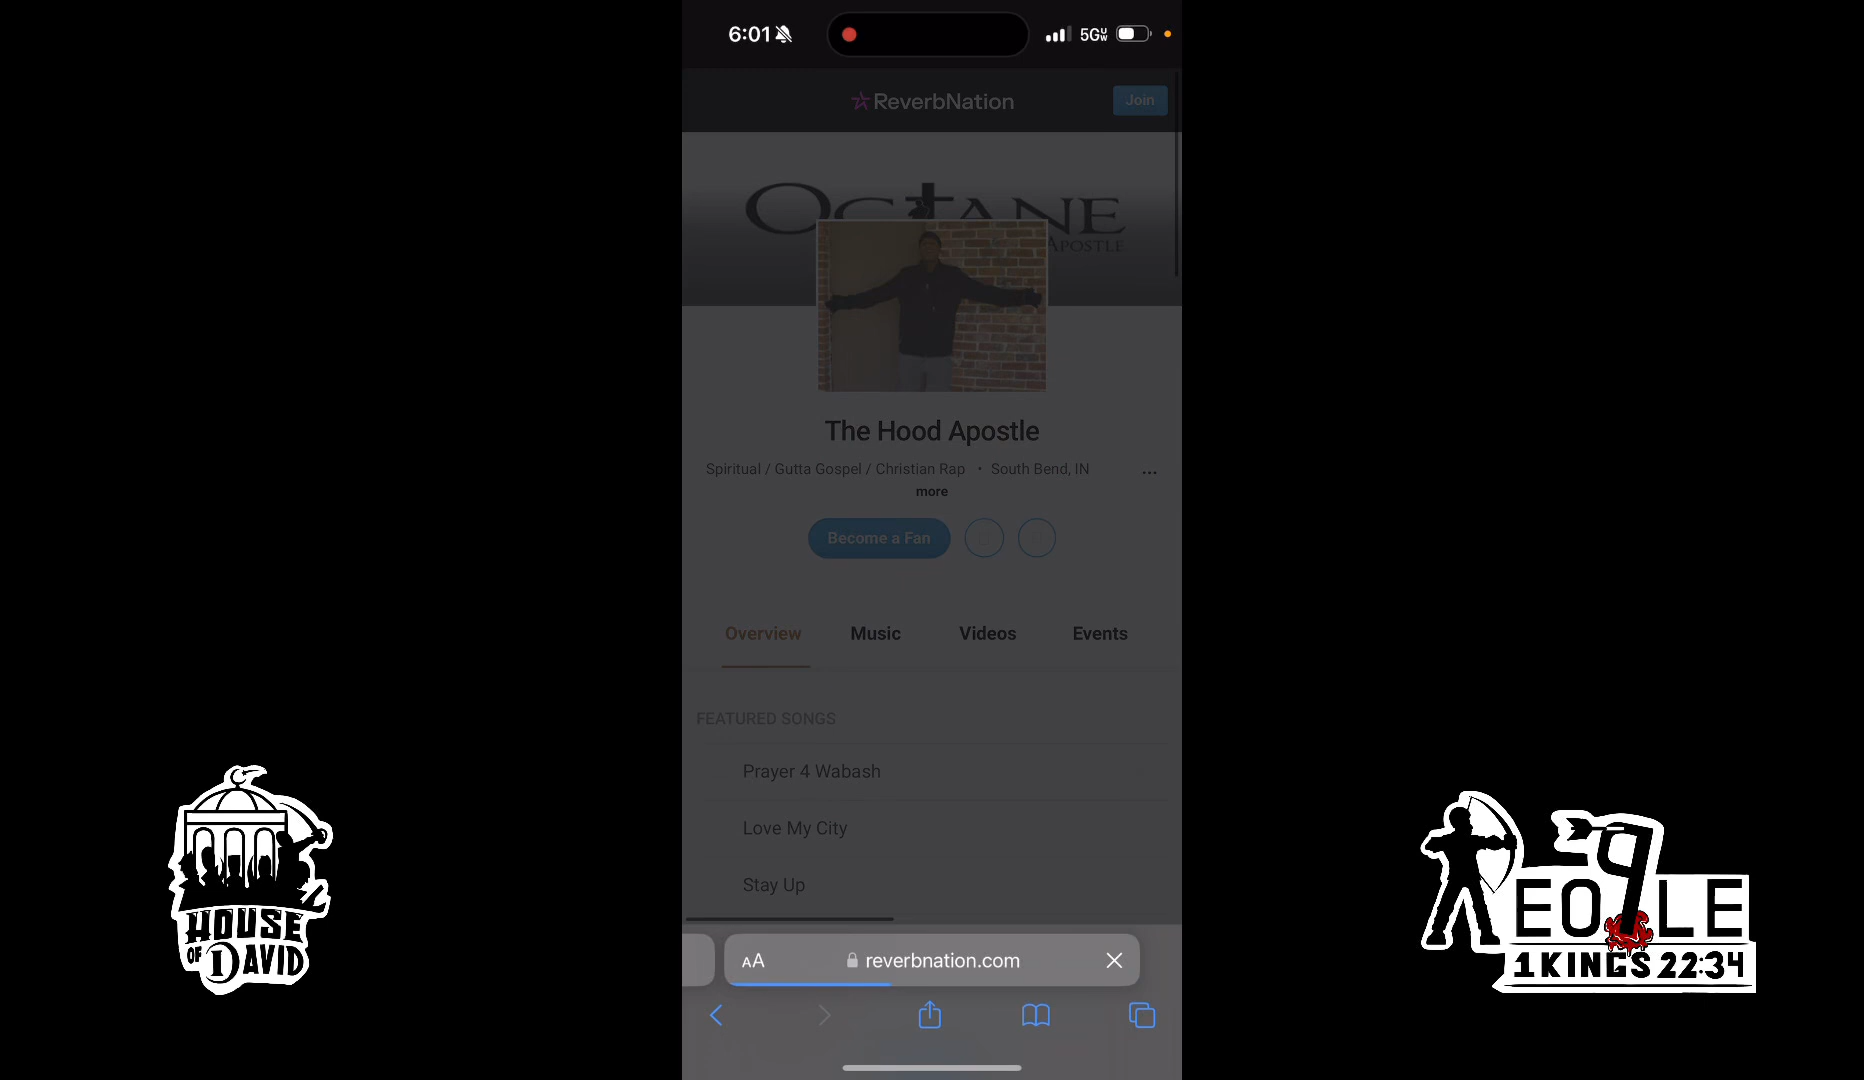 6:01
5G UW
ReverbNation
Join
OCTANE
APOSTLE
The Hood Apostle
Spiritual / Gutta Gospel / Christian Rap • South Bend, IN
more
...
Become a Fan
Overview
Music
Videos
Events
FEATURED SONGS
Prayer 4 Wabash
Love My City
Stay Up
AA
reverbnation.com
HOUSE
OF DAVID
EOPLE
1 KINGS 22:34